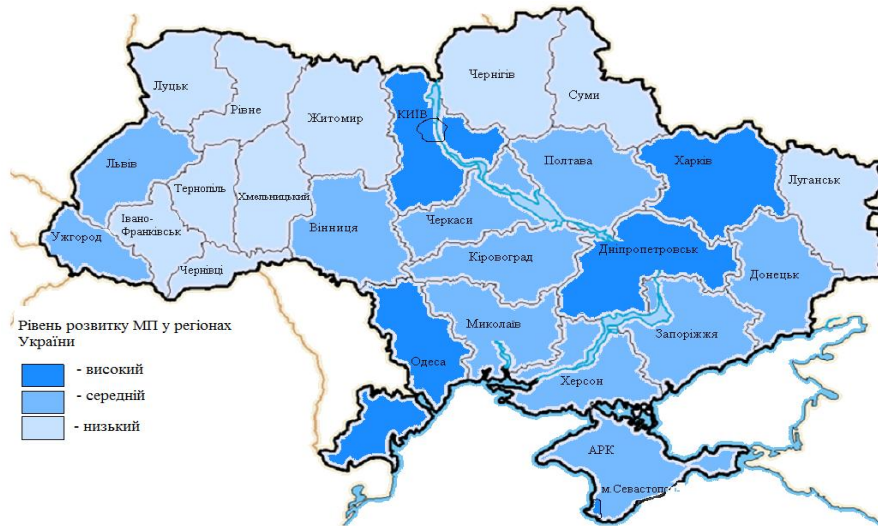 Чернігів
Луцьк
Суми
Рівне
КИЇВ
Житомир
Львів
Полтава
Харків
Тернопіль
Луганськ
Хмельницький
Івано-
Франківськ
Черкаси
Вінниця
Ужгород
Дніпропетровськ
Донецьк
Кіровоград
Чернівці
Рівень розвитку МП у регіонах
України
Миколаїв
Запоріжжя
Одеса
- високий
Херсон
- середній
- низький
АРК
м.Севастопо